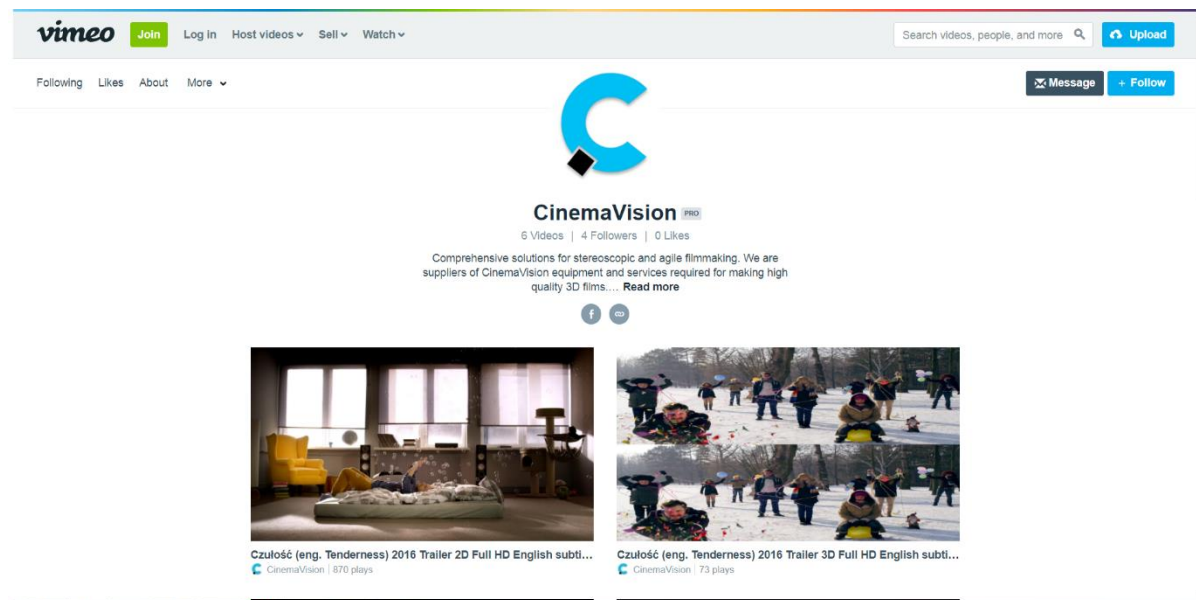 vimeo Join Log in Host videos Sell Watch Search videos, people, and more Upload
Following Likes About More Message + Follow
CinemaVision PRO
6 Videos | 4 Followers | 0 Likes
Comprehensive solutions for stereoscopic and agile filmmaking. We are
suppliers of CinemaVision equipment and services required for making high
quality 3D films.... Read more
Czułość (eng. Tenderness) 2016 Trailer 2D Full HD English subti...
CinemaVision | 870 plays
Czułość (eng. Tenderness) 2016 Trailer 3D Full HD English subti...
CinemaVision | 73 plays